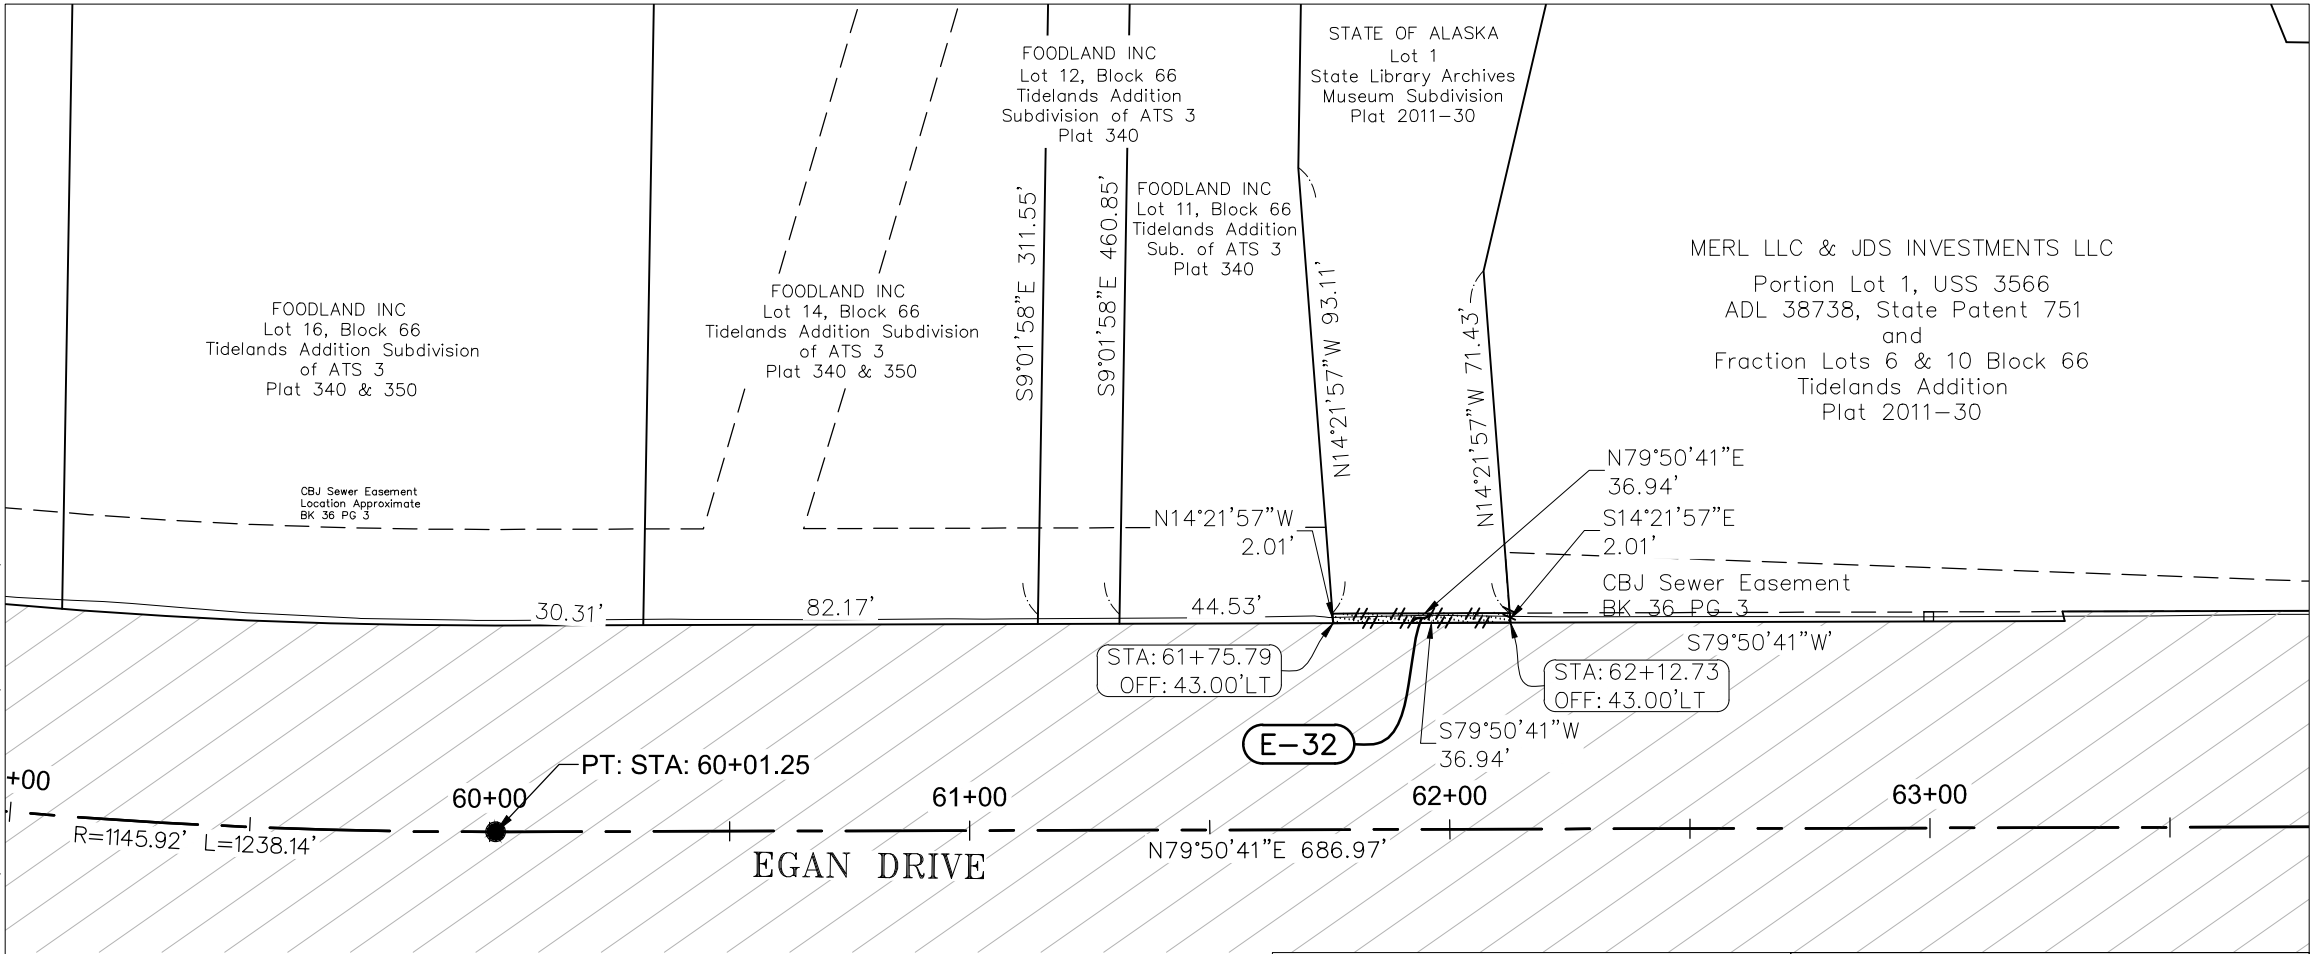 STATE OF ALASKA
Lot 1
State Library Archives
Museum Subdivision
Plat 2011-30
FOODLAND INC
Lot 12, Block 66
Tidelands Addition
Subdivision of ATS 3
Plat 340
FOODLAND INC
Lot 11, Block 66
Tidelands Addition
Sub. of ATS 3
Plat 340
S9°01'58"E 311.55'
S9°01'58"E 460.85'
N14°21'57"W 93.11'
N14°21'57"W 71.43'
MERL LLC & JDS INVESTMENTS LLC
Portion Lot 1, USS 3566
ADL 38738, State Patent 751
and
Fraction Lots 6 & 10 Block 66
Tidelands Addition
Plat 2011-30
FOODLAND INC
Lot 16, Block 66
Tidelands Addition Subdivision
of ATS 3
Plat 340 & 350
FOODLAND INC
Lot 14, Block 66
Tidelands Addition Subdivision
of ATS 3
Plat 340 & 350
CBJ Sewer Easement
Location Approximate
BK 36 PG 3
N79°50'41"E
36.94'
N14°21'57"W
2.01'
S14°21'57"E
2.01'
CBJ Sewer Easement
BK 36 PG 3
30.31'
82.17'
44.53'
S79°50'41"W'
STA: 61+75.79
OFF: 43.00'LT
STA: 62+12.73
OFF: 43.00'LT
E-32
S79°50'41"W
36.94'
PT: STA: 60+01.25
+00
60+00
61+00
62+00
63+00
R=1145.92' L=1238.14'
EGAN DRIVE
N79°50'41"E 686.97'